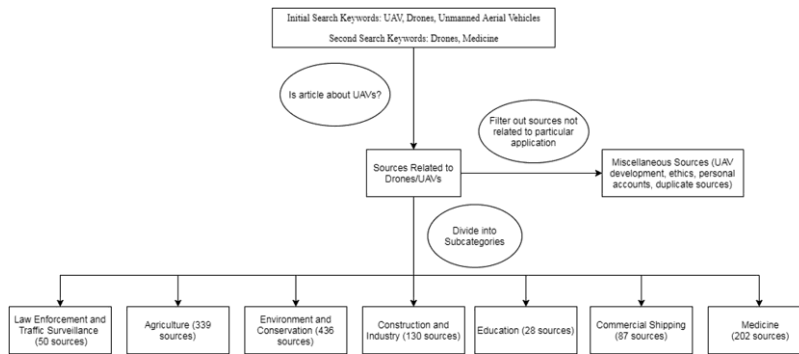 Initial Search Keywords: UAV, Drones, Unmanned Aerial Vehicles
Second Search Keywords: Drones, Medicine
Is article about UAVs?
Filter out sources not
related to particular
application
Sources Related to
Drones/UAVs
Miscellaneous Sources (UAV
development, ethics, personal
accounts, duplicate sources)
Divide into
Subcategories
Law Enforcement and
Traffic Surveillance
(50 sources)
Agriculture (339
sources)
Environment and
Conservation (436
sources)
Construction and
Industry (130 sources)
Education (28 sources)
Commercial Shipping
(87 sources)
Medicine
(202 sources)